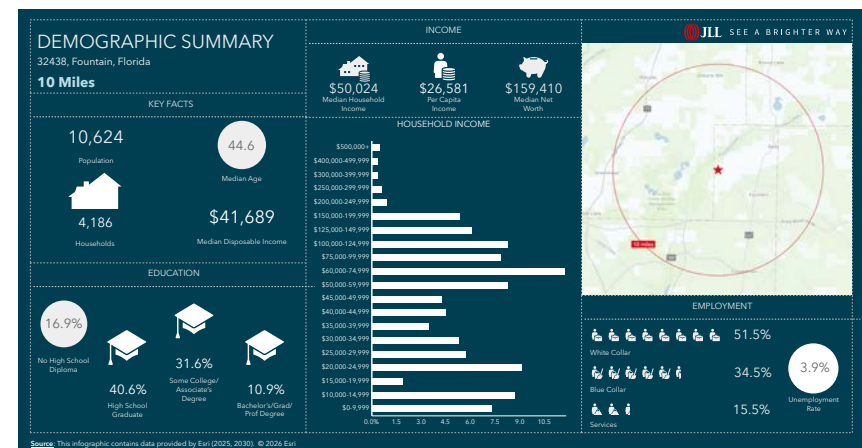 DEMOGRAPHIC SUMMARY
32438, Fountain, Florida
10 Miles
KEY FACTS
10,624
Population
44.6
Median Age
4,186
Households
$41,689
Median Disposable Income
EDUCATION
16.9%
No High School
Diploma
40.6%
High School
Graduate
31.6%
Some College/
Associate's
Degree
10.9%
Bachelor's/Grad/
Prof Degree
INCOME
$50,024
Median Household
Income
$26,581
Per Capita
Income
$159,410
Median Net
Worth
HOUSEHOLD INCOME
$500,000+
$400,000-499,999
$300,000-399,999
$250,000-299,999
$200,000-249,999
$150,000-199,999
$125,000-149,999
$100,000-124,999
$75,000-99,999
$60,000-74,999
$50,000-59,999
$45,000-49,999
$40,000-44,999
$35,000-39,999
$30,000-34,999
$25,000-29,999
$20,000-24,999
$15,000-19,999
$10,000-14,999
$0-9,999
0.0% 1.5 3.0 4.5 6.0 7.5 9.0 10.5
JLL SEE A BRIGHTER WAY
10 miles
EMPLOYMENT
51.5%
White Collar
34.5%
Blue Collar
15.5%
Services
3.9%
Unemployment
Rate
Source: This infographic contains data provided by Esri (2025, 2030). © 2026 Esri